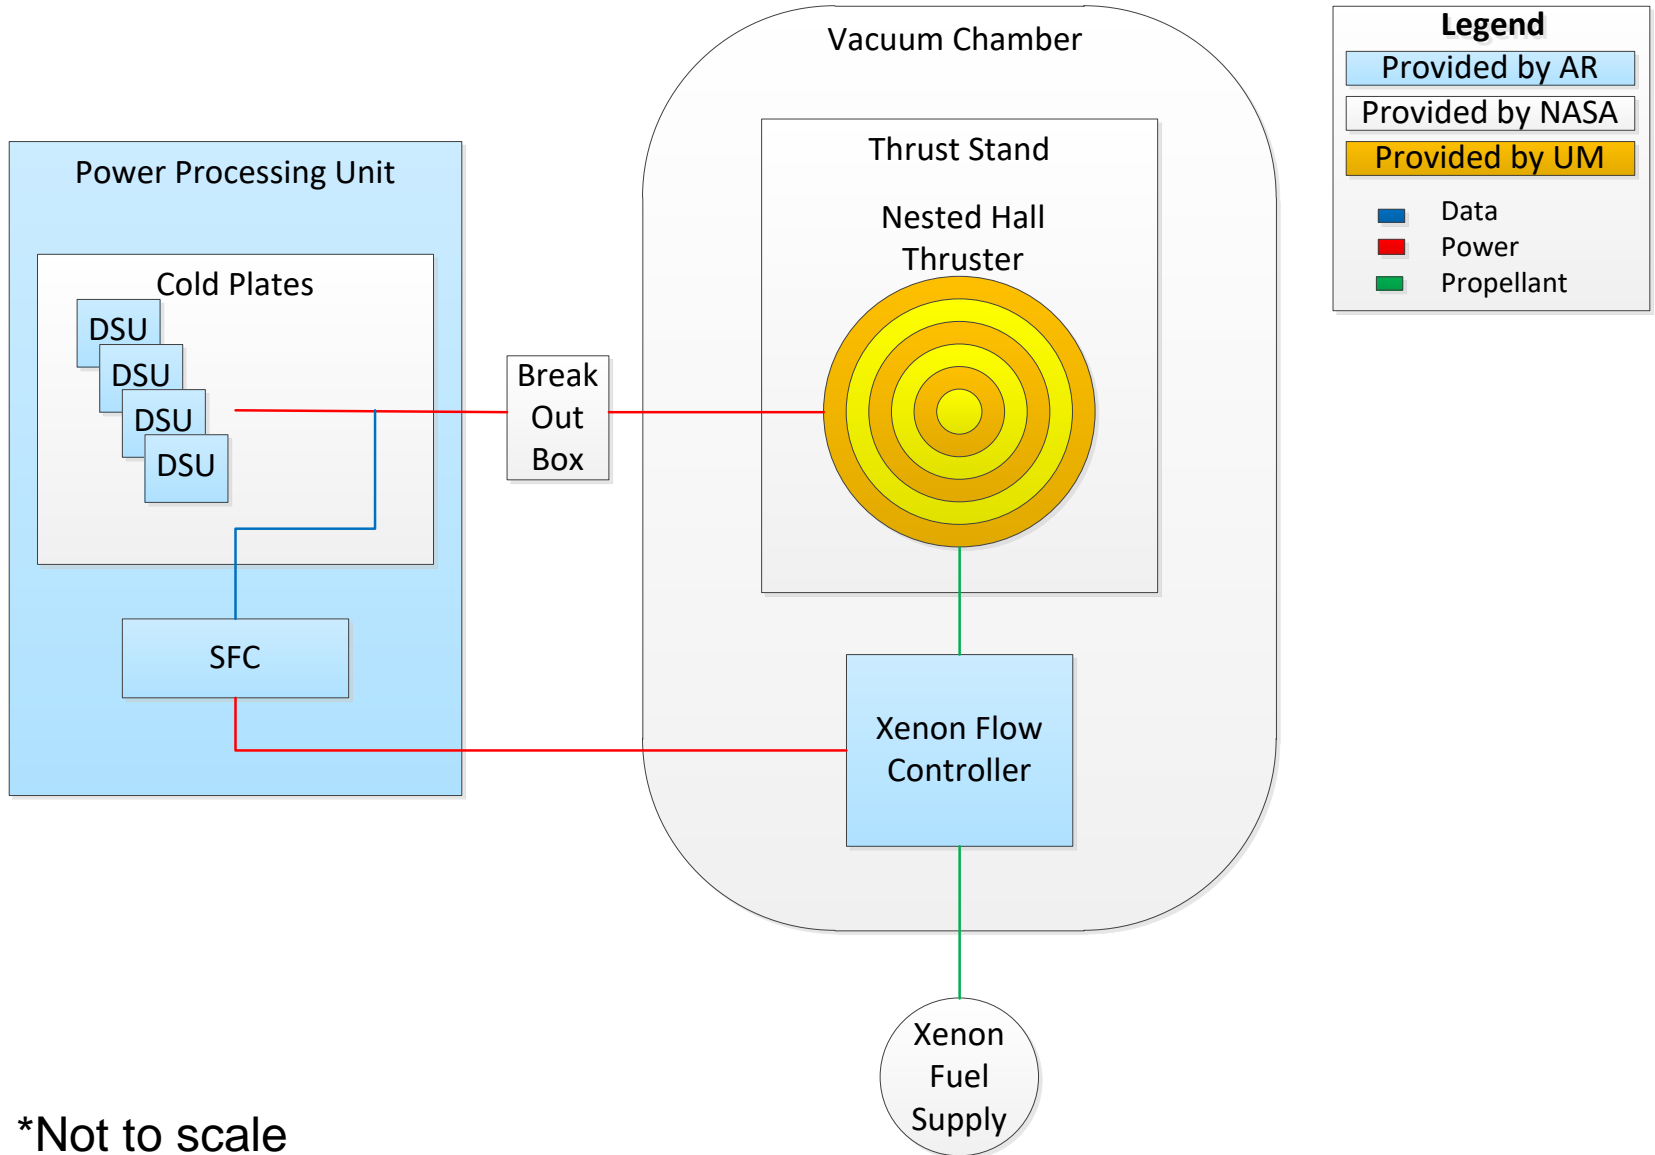 Vacuum Chamber
Legend
Provided by AR
Provided by NASA
Provided by UM
Data
Power
Propellant
Power Processing Unit
Cold Plates
DSU
DSU
DSU
DSU
SFC
Break
Out
Box
Thrust Stand
Nested Hall
Thruster
Xenon Flow
Controller
Xenon
Fuel
Supply
*Not to scale